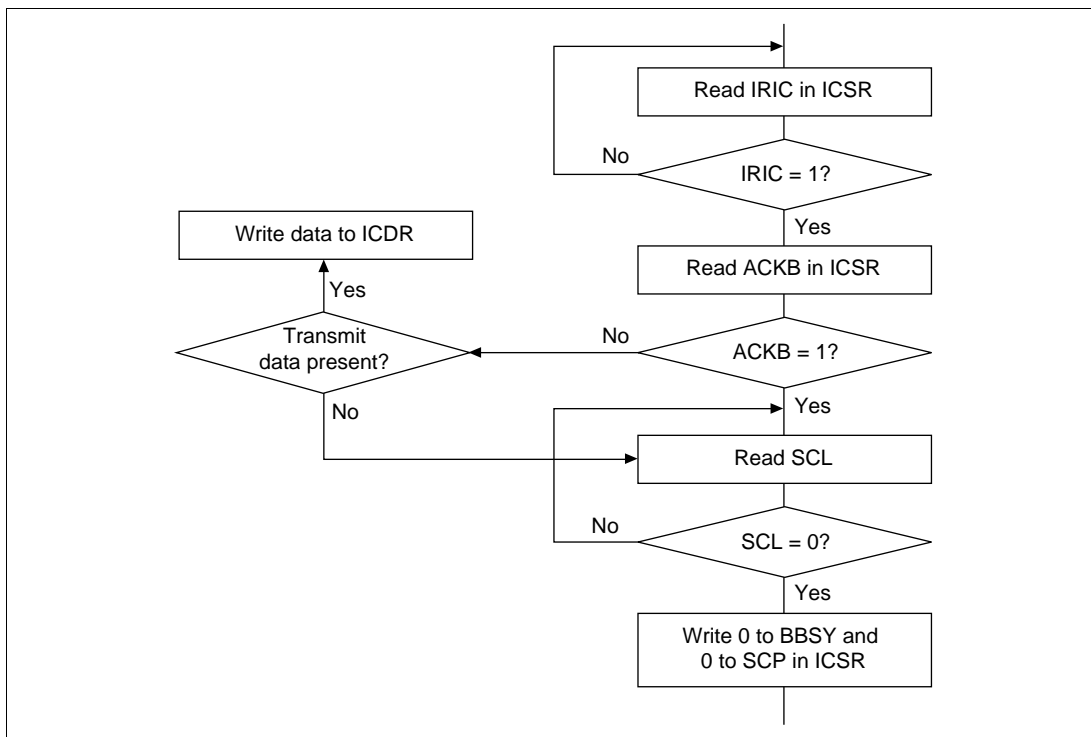 Read IRIC in ICSR
No
IRIC = 1?
Yes
Write data to ICDR
Read ACKB in ICSR
Yes
Transmit
data present?
No
ACKB = 1?
No
Yes
Read SCL
No
SCL = 0?
Yes
Write 0 to BBSY and
0 to SCP in ICSR